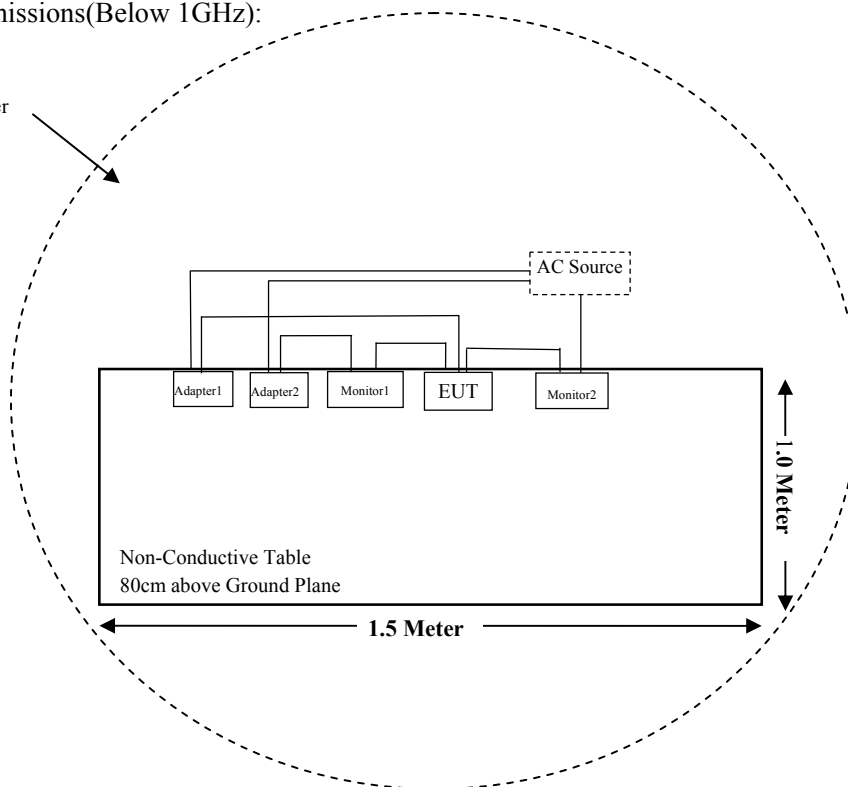 missions(Below 1GHz):
AC Source
Adapter1
Adapter2
Monitor1
EUT
Monitor2
1.0 Meter
Non-Conductive Table
80cm above Ground Plane
1.5 Meter